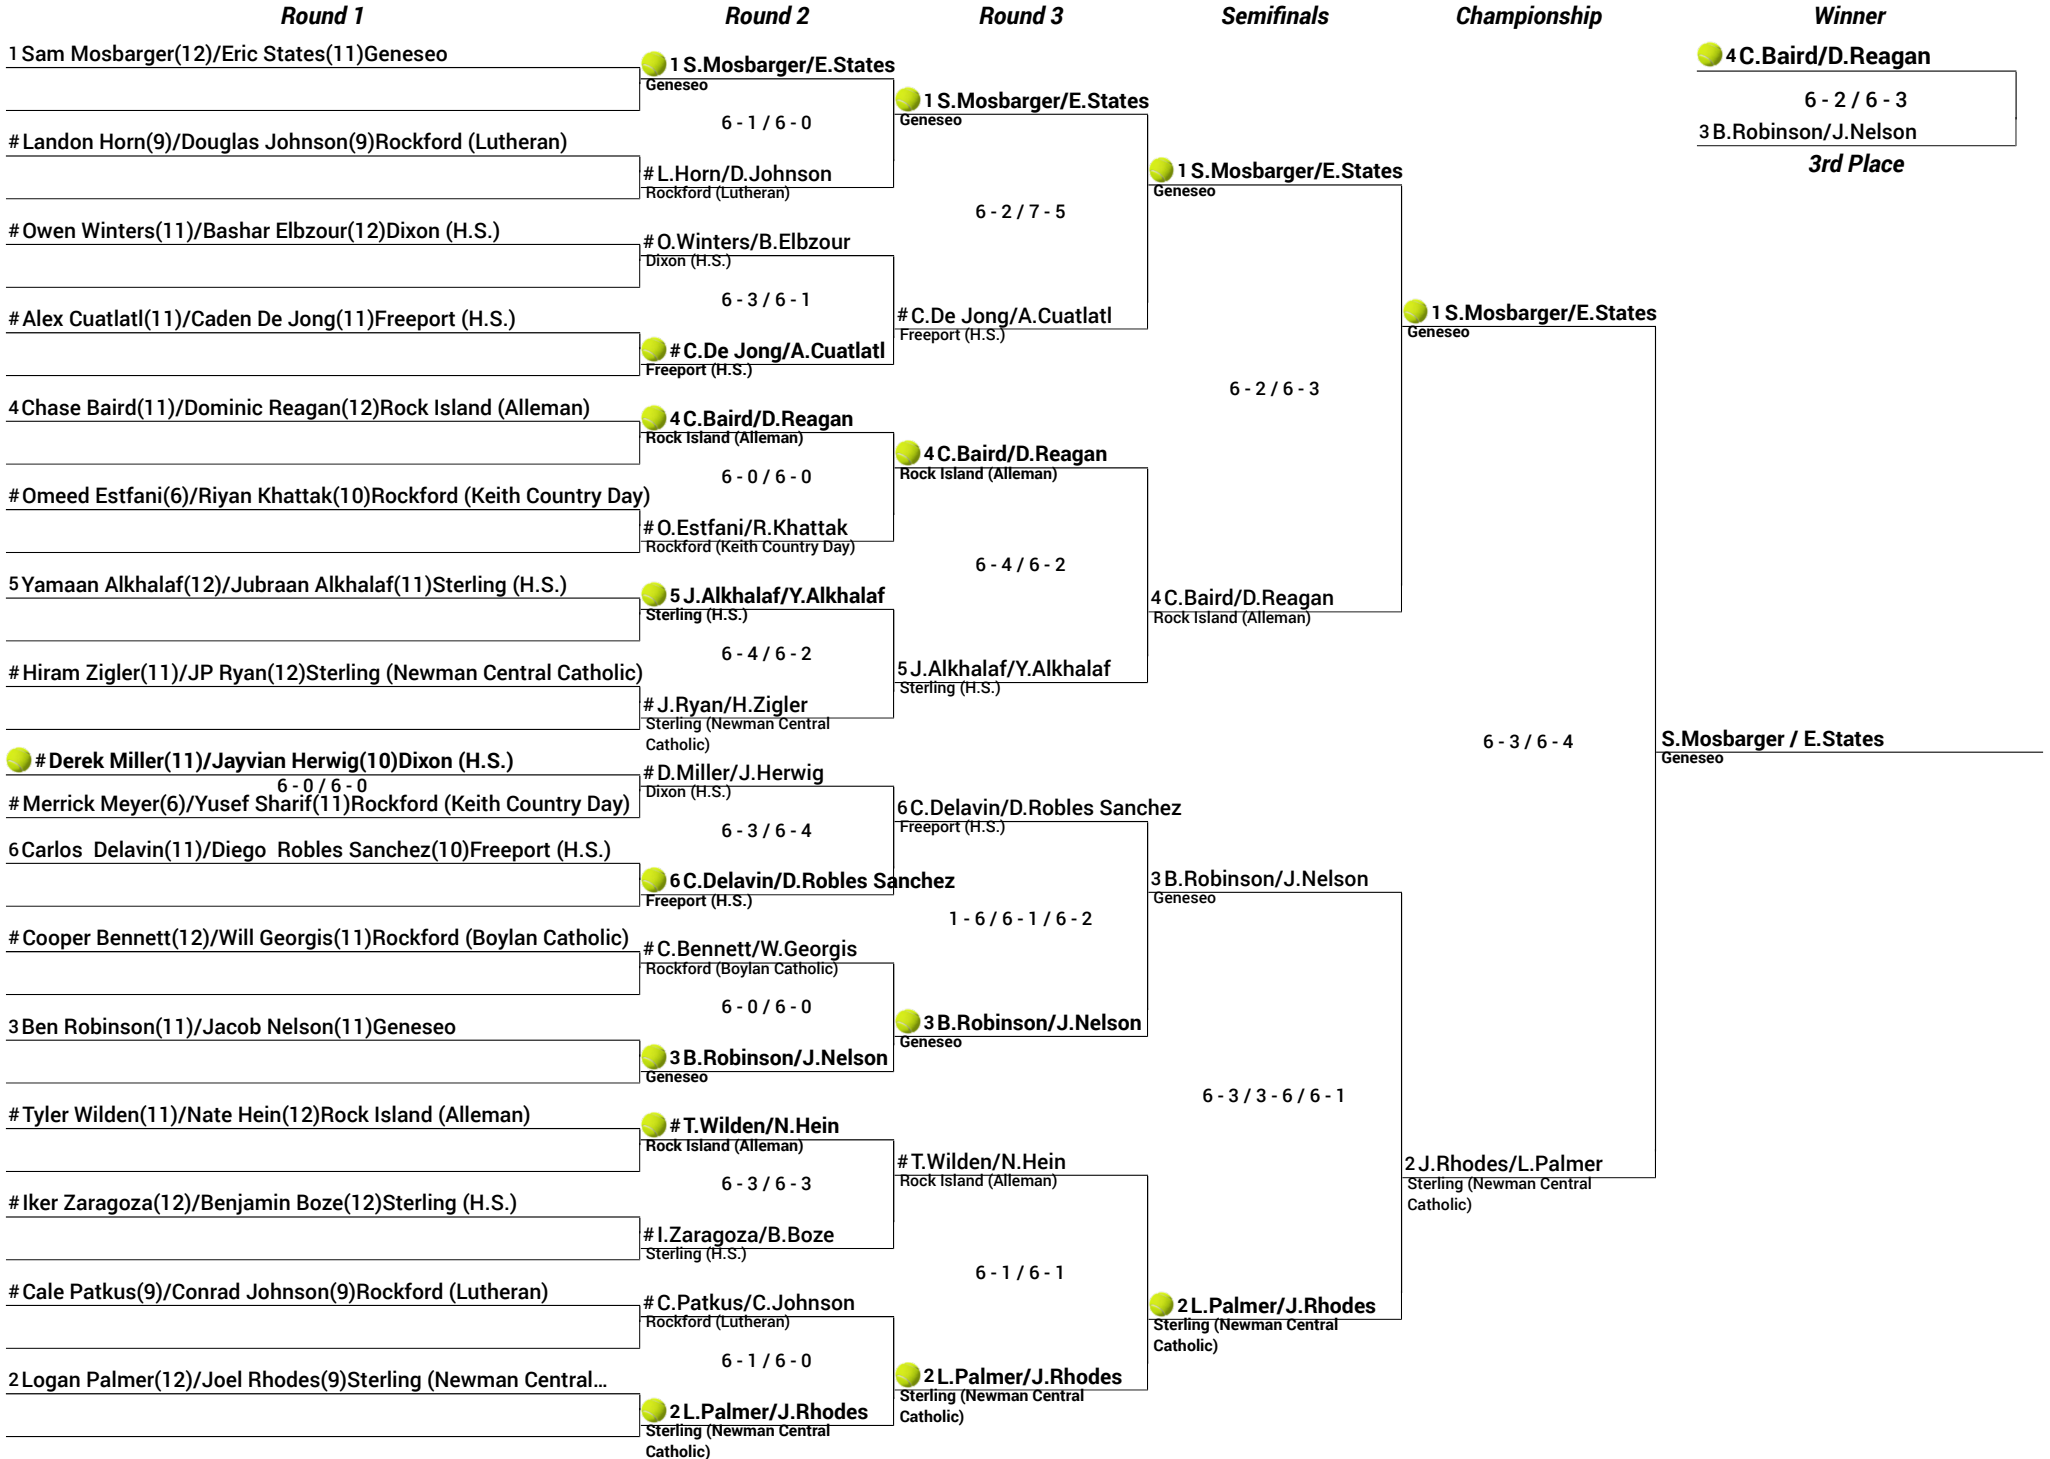 Round 1
Round 2
Round 3
Semifinals
Championship
Winner
1 Sam Mosbarger(12)/Eric States(11)Geneseo
# Landon Horn(9)/Douglas Johnson(9)Rockford (Lutheran)
# Owen Winters(11)/Bashar Elbzour(12)Dixon (H.S.)
# Alex Cuatlatl(11)/Caden De Jong(11)Freeport (H.S.)
4 Chase Baird(11)/Dominic Reagan(12)Rock Island (Alleman)
# Omeed Estfani(6)/Riyan Khattak(10)Rockford (Keith Country Day)
5 Yamaan Alkhalaf(12)/Jubraan Alkhalaf(11)Sterling (H.S.)
# Hiram Zigler(11)/JP Ryan(12)Sterling (Newman Central Catholic)
# Derek Miller(11)/Jayvian Herwig(10)Dixon (H.S.)
6 - 0 / 6 - 0
# Merrick Meyer(6)/Yusef Sharif(11)Rockford (Keith Country Day)
6 Carlos  Delavin(11)/Diego  Robles Sanchez(10)Freeport (H.S.)
# Cooper Bennett(12)/Will Georgis(11)Rockford (Boylan Catholic)
3 Ben Robinson(11)/Jacob Nelson(11)Geneseo
# Tyler Wilden(11)/Nate Hein(12)Rock Island (Alleman)
# Iker Zaragoza(12)/Benjamin Boze(12)Sterling (H.S.)
# Cale Patkus(9)/Conrad Johnson(9)Rockford (Lutheran)
2 Logan Palmer(12)/Joel Rhodes(9)Sterling (Newman Central...
1 S.Mosbarger/E.States
Geneseo
6 - 1 / 6 - 0
# L.Horn/D.Johnson
Rockford (Lutheran)
# O.Winters/B.Elbzour
Dixon (H.S.)
6 - 3 / 6 - 1
# C.De Jong/A.Cuatlatl
Freeport (H.S.)
4 C.Baird/D.Reagan
Rock Island (Alleman)
6 - 0 / 6 - 0
# O.Estfani/R.Khattak
Rockford (Keith Country Day)
5 J.Alkhalaf/Y.Alkhalaf
Sterling (H.S.)
6 - 4 / 6 - 2
# J.Ryan/H.Zigler
Sterling (Newman Central
Catholic)
# D.Miller/J.Herwig
Dixon (H.S.)
6 - 3 / 6 - 4
6 C.Delavin/D.Robles Sanchez
Freeport (H.S.)
# C.Bennett/W.Georgis
Rockford (Boylan Catholic)
6 - 0 / 6 - 0
3 B.Robinson/J.Nelson
Geneseo
# T.Wilden/N.Hein
Rock Island (Alleman)
6 - 3 / 6 - 3
# I.Zaragoza/B.Boze
Sterling (H.S.)
# C.Patkus/C.Johnson
Rockford (Lutheran)
6 - 1 / 6 - 0
2 L.Palmer/J.Rhodes
Sterling (Newman Central
Catholic)
1 S.Mosbarger/E.States
Geneseo
6 - 2 / 7 - 5
# C.De Jong/A.Cuatlatl
Freeport (H.S.)
4 C.Baird/D.Reagan
Rock Island (Alleman)
6 - 4 / 6 - 2
5 J.Alkhalaf/Y.Alkhalaf
Sterling (H.S.)
6 C.Delavin/D.Robles Sanchez
Freeport (H.S.)
1 - 6 / 6 - 1 / 6 - 2
3 B.Robinson/J.Nelson
Geneseo
# T.Wilden/N.Hein
Rock Island (Alleman)
6 - 1 / 6 - 1
2 L.Palmer/J.Rhodes
Sterling (Newman Central
Catholic)
1 S.Mosbarger/E.States
Geneseo
6 - 2 / 6 - 3
4 C.Baird/D.Reagan
Rock Island (Alleman)
3 B.Robinson/J.Nelson
Geneseo
6 - 3 / 3 - 6 / 6 - 1
2 L.Palmer/J.Rhodes
Sterling (Newman Central
Catholic)
1 S.Mosbarger/E.States
Geneseo
6 - 3 / 6 - 4
2 J.Rhodes/L.Palmer
Sterling (Newman Central
Catholic)
S.Mosbarger / E.States
Geneseo
4 C.Baird/D.Reagan
6 - 2 / 6 - 3
3 B.Robinson/J.Nelson
3rd Place